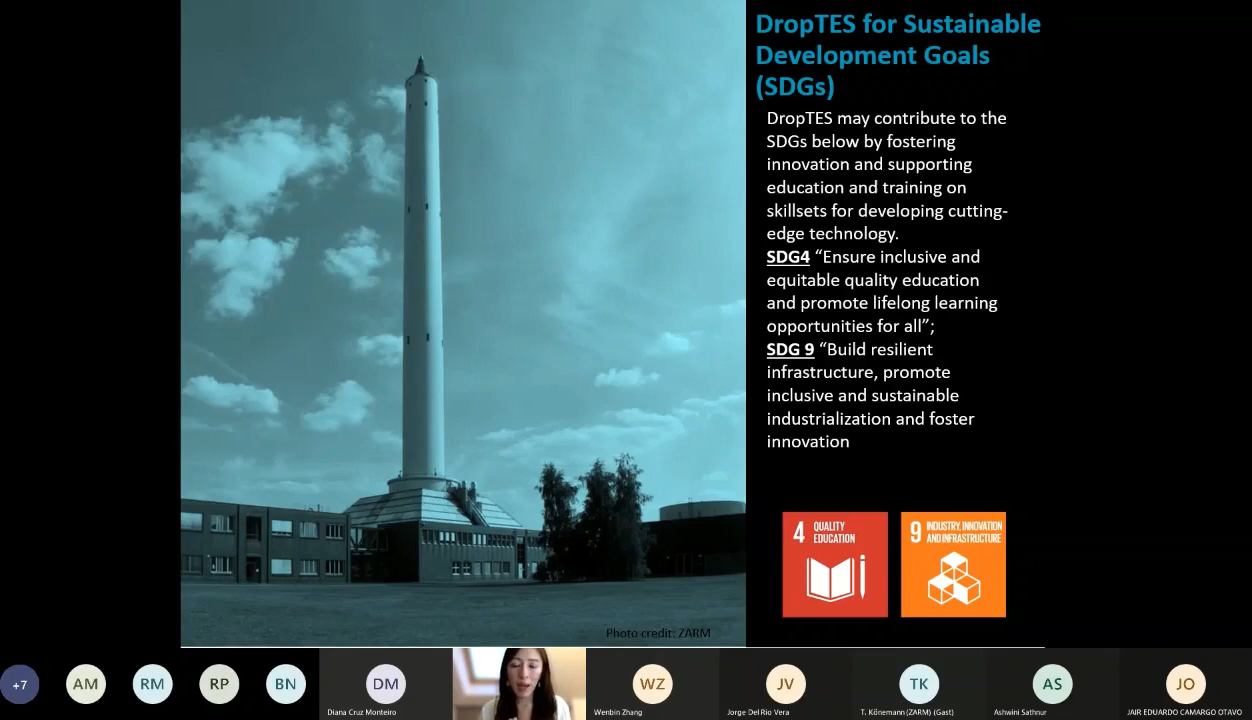 DropTES for Sustainable
Development Goals
(SDGs)
DropTES may contribute to the
SDGs below by fostering
innovation and supporting
education and training on
skillsets for developing cutting-
edge technology.
SDG4 “Ensure inclusive and
equitable quality education
and promote lifelong learning
opportunities for all”;
SDG 9 “Build resilient
infrastructure, promote
inclusive and sustainable
industrialization and foster
innovation
4 QUALITY
EDUCATION
9 INDUSTRY, INNOVATION
AND INFRASTRUCTURE
Photo credit: ZARM
+7
AM
RM
RP
BN
DM
Diana Cruz Monteiro
WZ
Wenbin Zhang
JV
Jorge Del Rio Vera
TK
T. Könemann (ZARM) (Gast)
AS
Ashwini Sathnur
JO
JAIR EDUARDO CAMARGO OTAVO